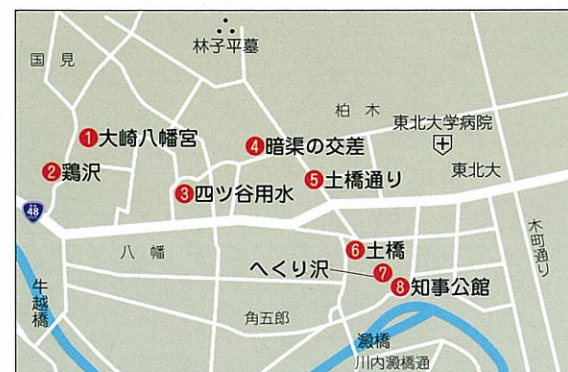 林子平墓
国見
柏木
❶大崎八幡宮
❹暗渠の交差
東北大学病院
❷鶏沢
❺土橋通り
東北大
❸四ツ谷用水
48
木町通り
八幡
❻土橋
へくり沢
❼
❽知事公館
牛越橋
角五郎
澱橋
川内澱橋通